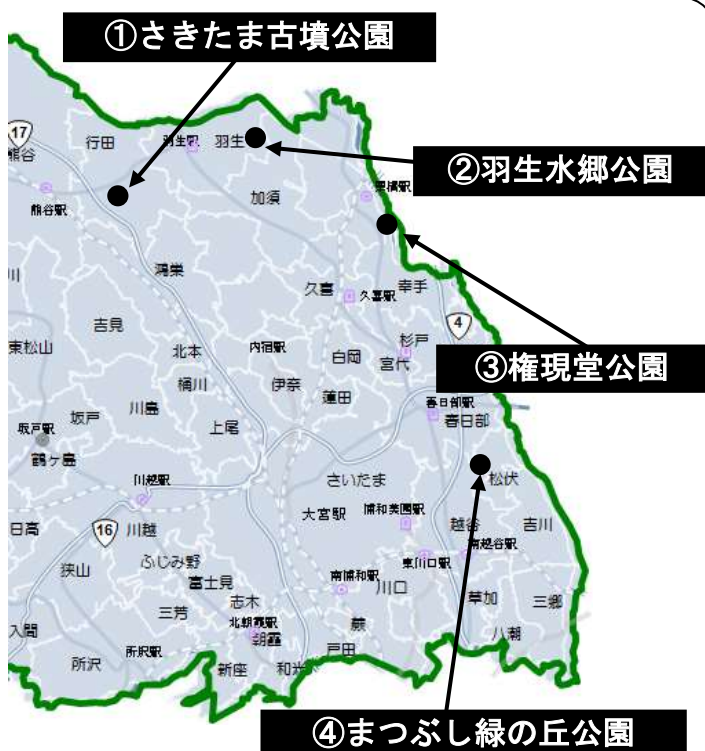 ①さきたま古墳公園
17
行田
羽生駅
羽生
熊谷
②羽生水郷公園
熊谷駅
加須
栗橋駅
鴻巣
川
久喜
久喜駅
幸手
吉見
4
東松山
北本
内宿駅
白岡
杉戸
宮代
③権現堂公園
桶川
伊奈
蓮田
川島
坂戸
上尾
春日部駅
春日部
坂戸駅
鶴ヶ島
川越駅
さいたま
松伏
大宮駅
浦和美園駅
越谷
吉川
日高
16
川越
南越谷駅
ふじみ野
東川口駅
狭山
富士見
南浦和駅
川口
三芳
志木
草加
三郷
北朝霞駅
蕨
入間
朝霞
戸田
八潮
所沢
所沢駅
新座
和光
④まつぶし緑の丘公園